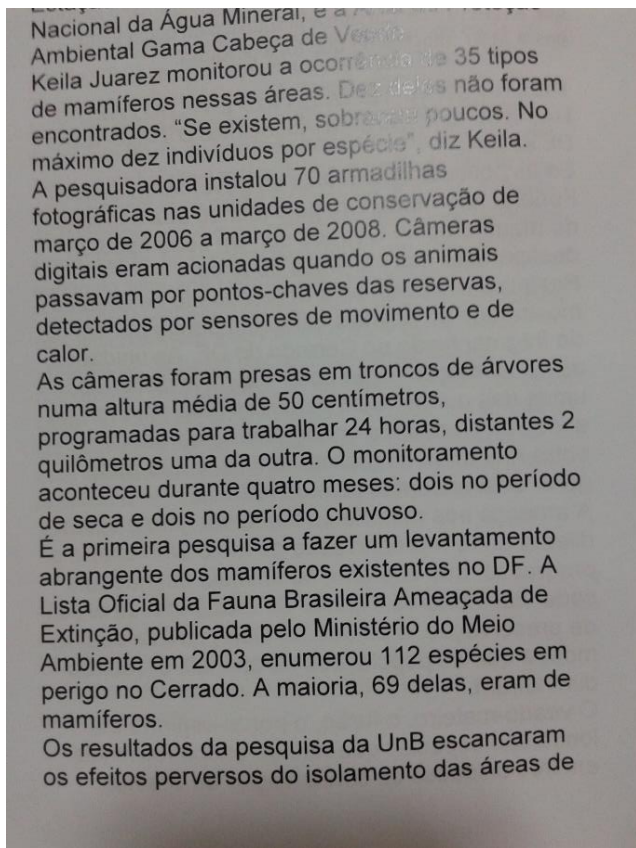 Nacional da Água Mineral, e a
Ambiental Gama Cabeça de
Keila Juarez monitorou a ocorrência de 35 tipos
de mamíferos nessas áreas. Dez delas não foram
encontrados. “Se existem, sobravam poucos. No
máximo dez indivíduos por espécie”, diz Keila.
A pesquisadora instalou 70 armadilhas
fotográficas nas unidades de conservação de
março de 2006 a março de 2008. Câmeras
digitais eram acionadas quando os animais
passavam por pontos-chaves das reservas,
detectados por sensores de movimento e de
calor.
As câmeras foram presas em troncos de árvores
numa altura média de 50 centímetros,
programadas para trabalhar 24 horas, distantes 2
quilômetros uma da outra. O monitoramento
aconteceu durante quatro meses: dois no período
de seca e dois no período chuvoso.
É a primeira pesquisa a fazer um levantamento
abrangente dos mamíferos existentes no DF. A
Lista Oficial da Fauna Brasileira Ameaçada de
Extinção, publicada pelo Ministério do Meio
Ambiente em 2003, enumerou 112 espécies em
perigo no Cerrado. A maioria, 69 delas, eram de
mamíferos.
Os resultados da pesquisa da UnB escancaram
os efeitos perversos do isolamento das áreas de